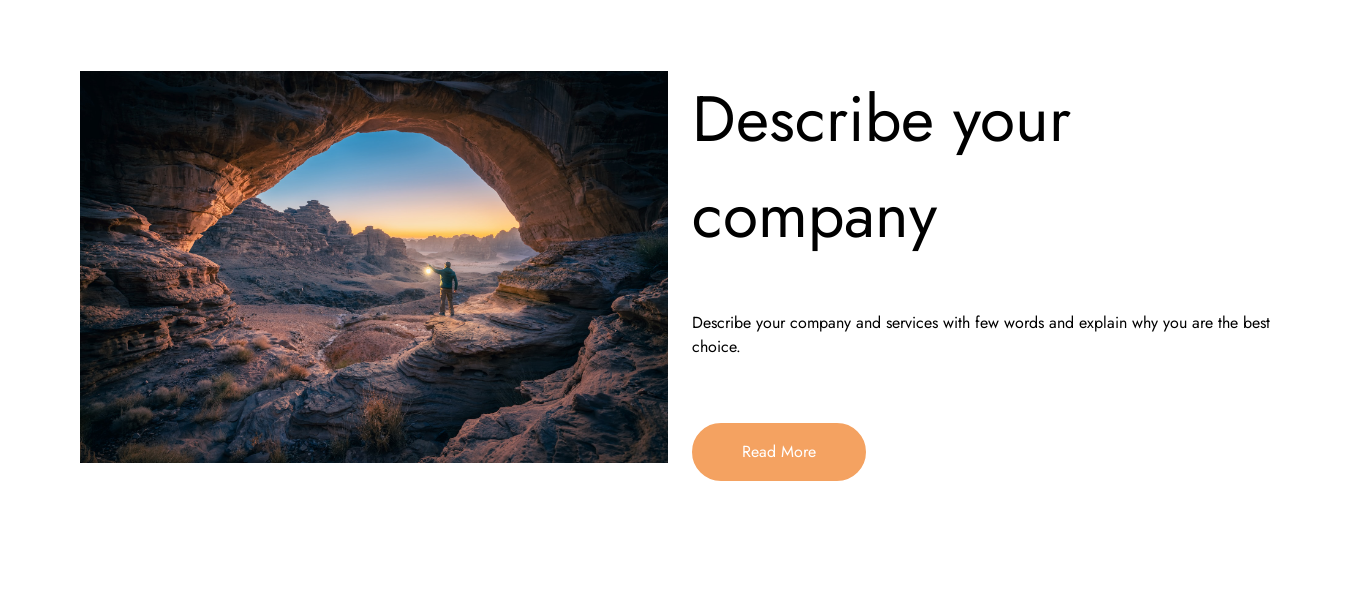 Describe your
company
Describe your company and services with few words and explain why you are the best
choice.
Read More